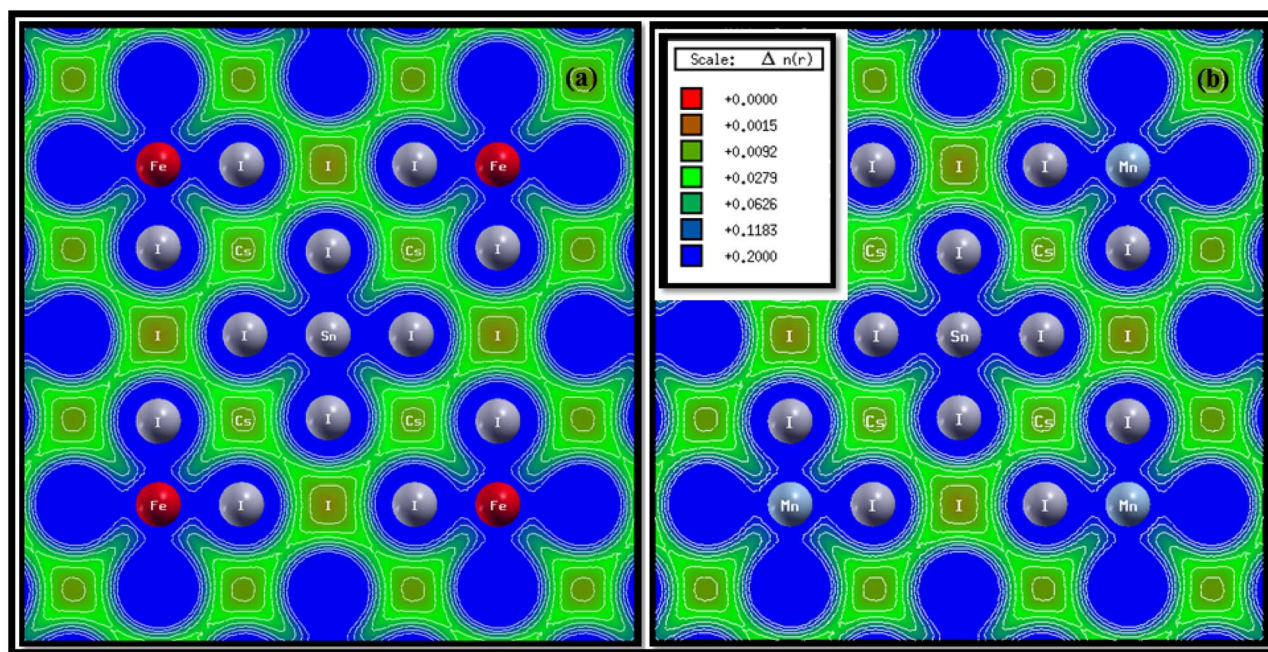 (a)
Fe I I I Fe
I Cs I Cs I
I I Sn I I
I Cs I Cs I
Fe I I I Fe
Scale: Δ n(r)
+0.0000
+0.0015
+0.0092
+0.0279
+0.0626
+0.1183
+0.2000
(b)
I I I Mn
Cs I Cs I
I I Sn I I
I Cs I Cs I
Mn I I I Mn